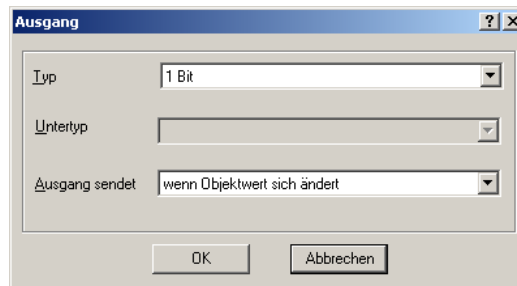 Ausgang
Typ
1 Bit
Untertyp
Ausgang sendet
wenn Objektwert sich ändert
OK
Abbrechen